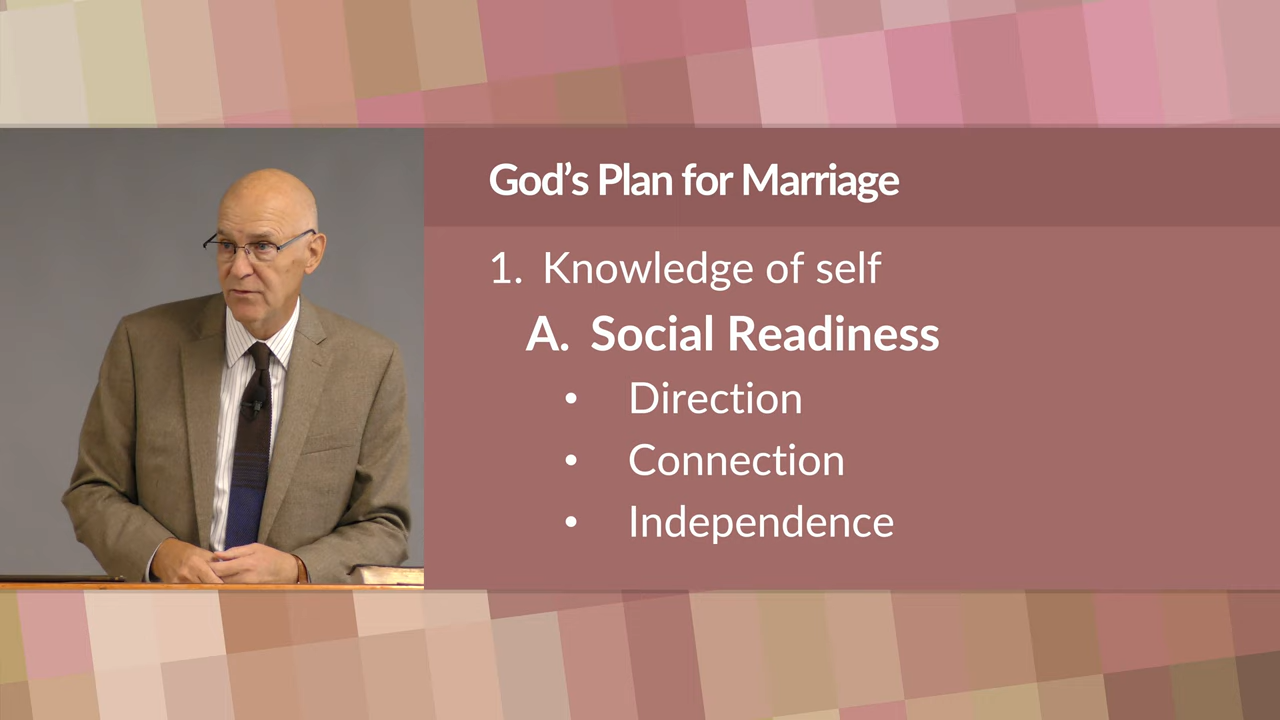 God’s Plan for Marriage
1. Knowledge of self
A. Social Readiness
• Direction
• Connection
• Independence